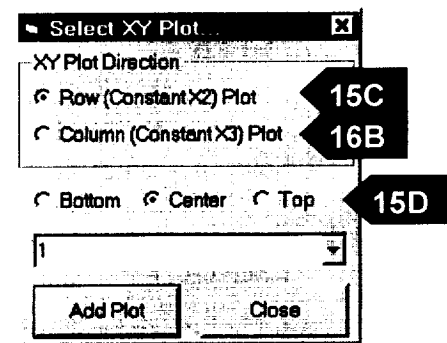 Select XY Plot...
XY Plot Direction
Row (Constant X2) Plot 15C
Column (Constant X3) Plot 16B
Bottom Center Top 15D
1
Add Plot Close